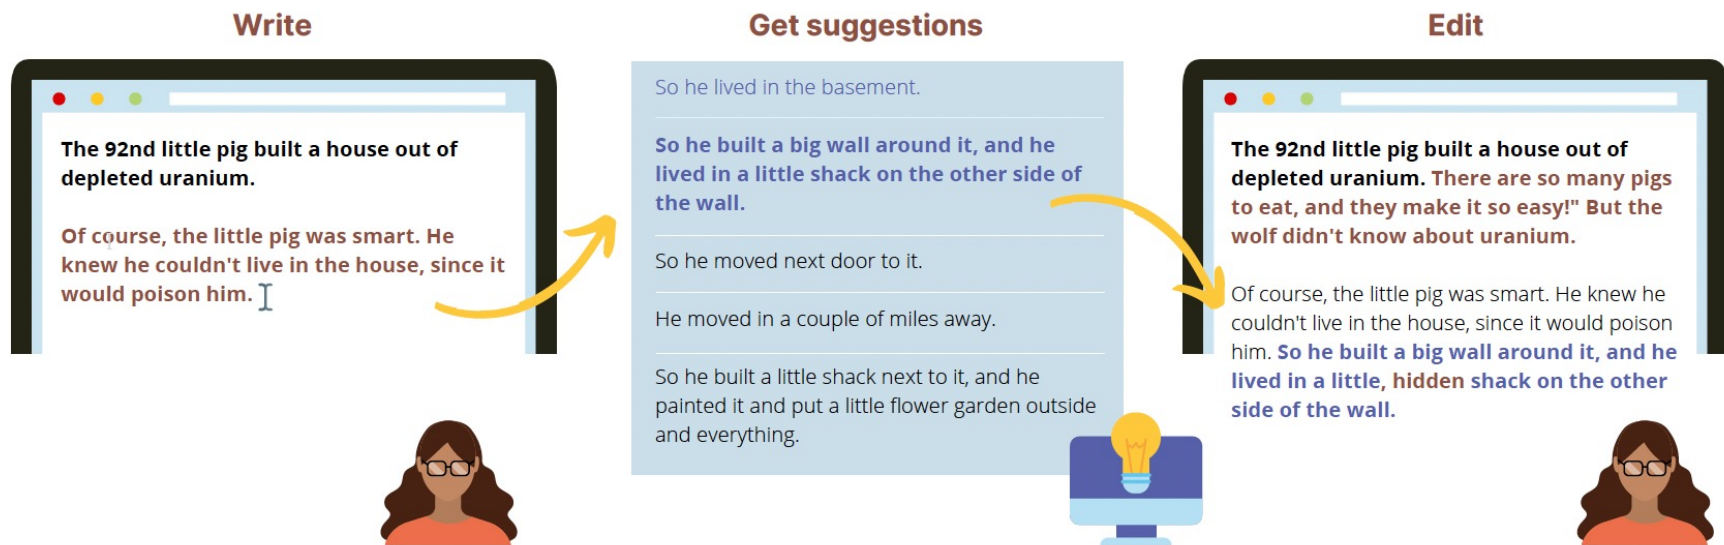 Write
The 92nd little pig built a house out of
depleted uranium.
Of course, the little pig was smart. He
knew he couldn't live in the house, since it
would poison him.
Get suggestions
So he lived in the basement.
So he built a big wall around it, and he
lived in a little shack on the other side of
the wall.
So he moved next door to it.
He moved in a couple of miles away.
So he built a little shack next to it, and he
painted it and put a little flower garden outside
and everything.
Edit
The 92nd little pig built a house out of
depleted uranium. There are so many pigs
to eat, and they make it so easy!" But the
wolf didn't know about uranium.
Of course, the little pig was smart. He knew he
couldn't live in the house, since it would poison
him. So he built a big wall around it, and he
lived in a little, hidden shack on the other
side of the wall.